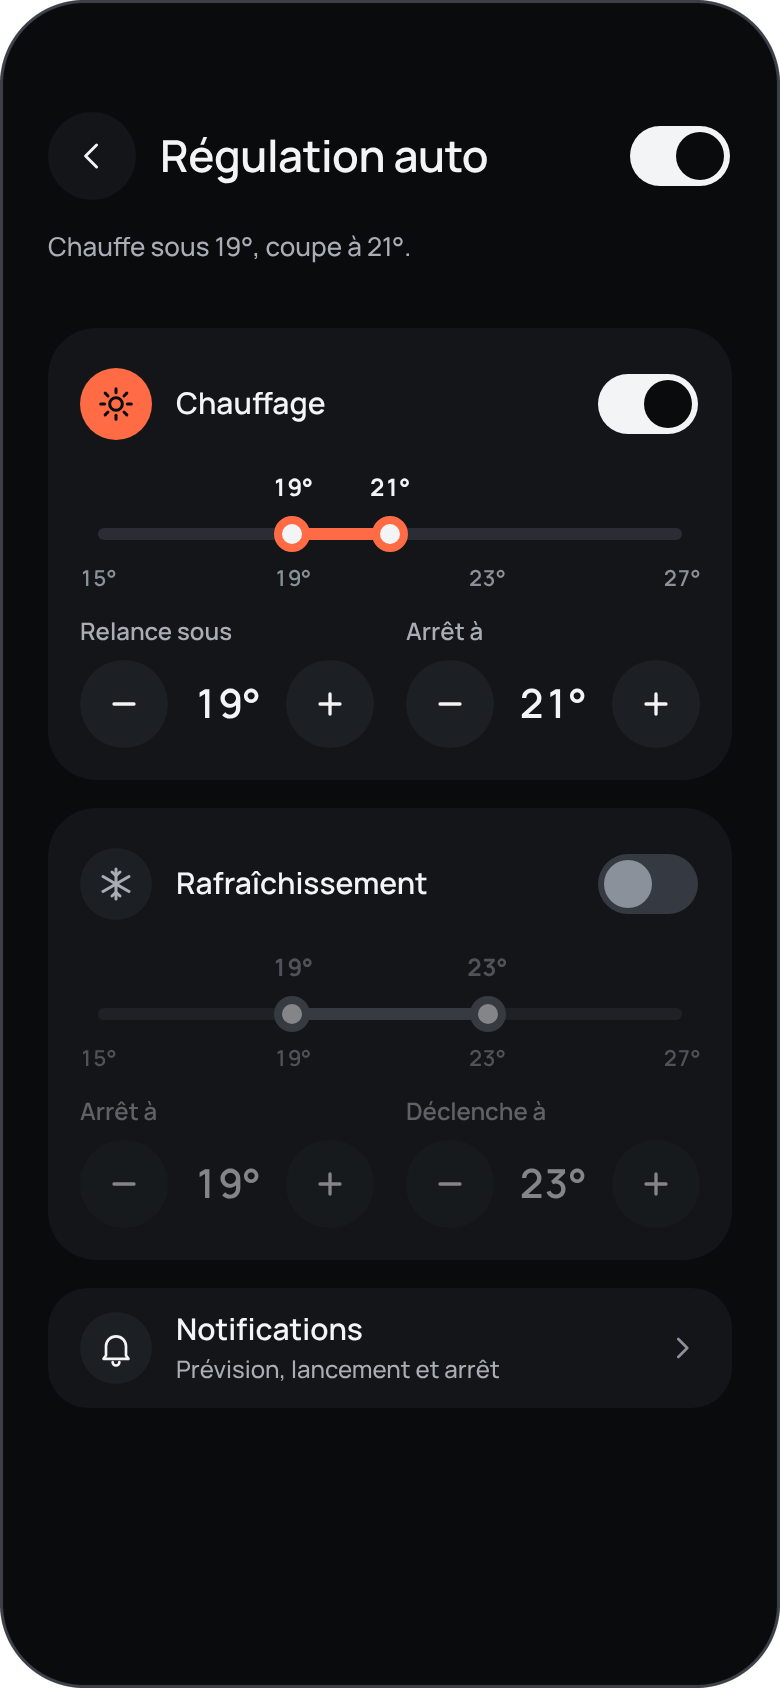 Régulation auto
Chauffe sous 19°, coupe à 21°.
Chauffage
19° 21°
15° 19° 23° 27°
Relance sous Arrêt à
− 19° + − 21° +
Rafraîchissement
19° 23°
15° 19° 23° 27°
Arrêt à Déclenche à
− 19° + − 23° +
Notifications
Prévision, lancement et arrêt